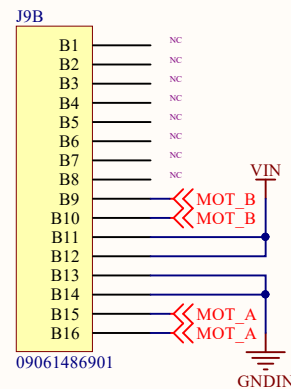 J9B
B1 NC
B2 NC
B3 NC
B4 NC
B5 NC
B6 NC
B7 NC
B8 NC
VIN
B9 MOT_B
B10 MOT_B
B11
B12
B13
B14
B15 MOT_A
B16 MOT_A
09061486901
GNDIN